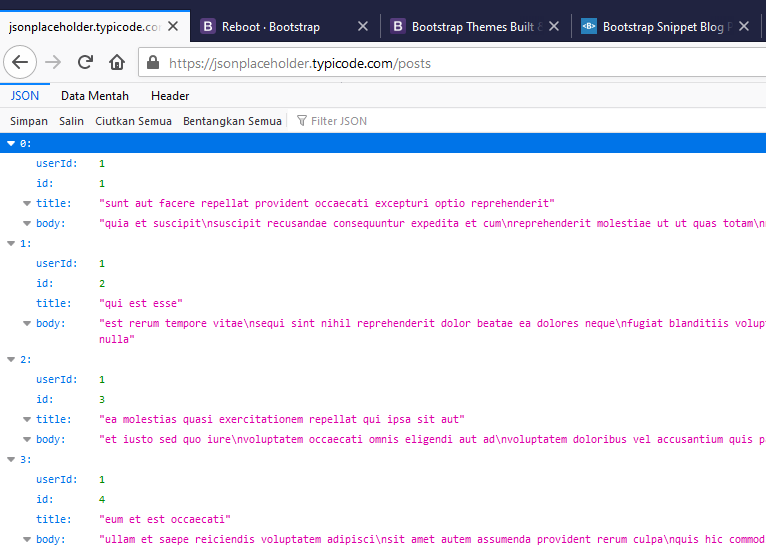 jsonplaceholder.typicode.com Reboot · Bootstrap Bootstrap Themes Built & Bootstrap Snippet Blog P
https://jsonplaceholder.typicode.com/posts
JSON Data Mentah Header
Simpan Salin Ciutkan Semua Bentangkan Semua Filter JSON
0:
userId: 1
id: 1
title: "sunt aut facere repellat provident occaecati excepturi optio reprehenderit"
body: "quia et suscipit\nsuscipit recusandae consequuntur expedita et cum\nreprehenderit molestiae ut ut quas totam\n
1:
userId: 1
id: 2
title: "qui est esse"
body: "est rerum tempore vitae\nsequi sint nihil reprehenderit dolor beatae ea dolores neque\nfugiat blanditiis volup
nulla"
2:
userId: 1
id: 3
title: "ea molestias quasi exercitationem repellat qui ipsa sit aut"
body: "et iusto sed quo iure\nvoluptatem occaecati omnis eligendi aut ad\nvoluptatem doloribus vel accusantium quis p
3:
userId: 1
id: 4
title: "eum et est occaecati"
body: "ullam et saepe reiciendis voluptatem adipisci\nsit amet autem assumenda provident rerum culpa\nquis hic commod